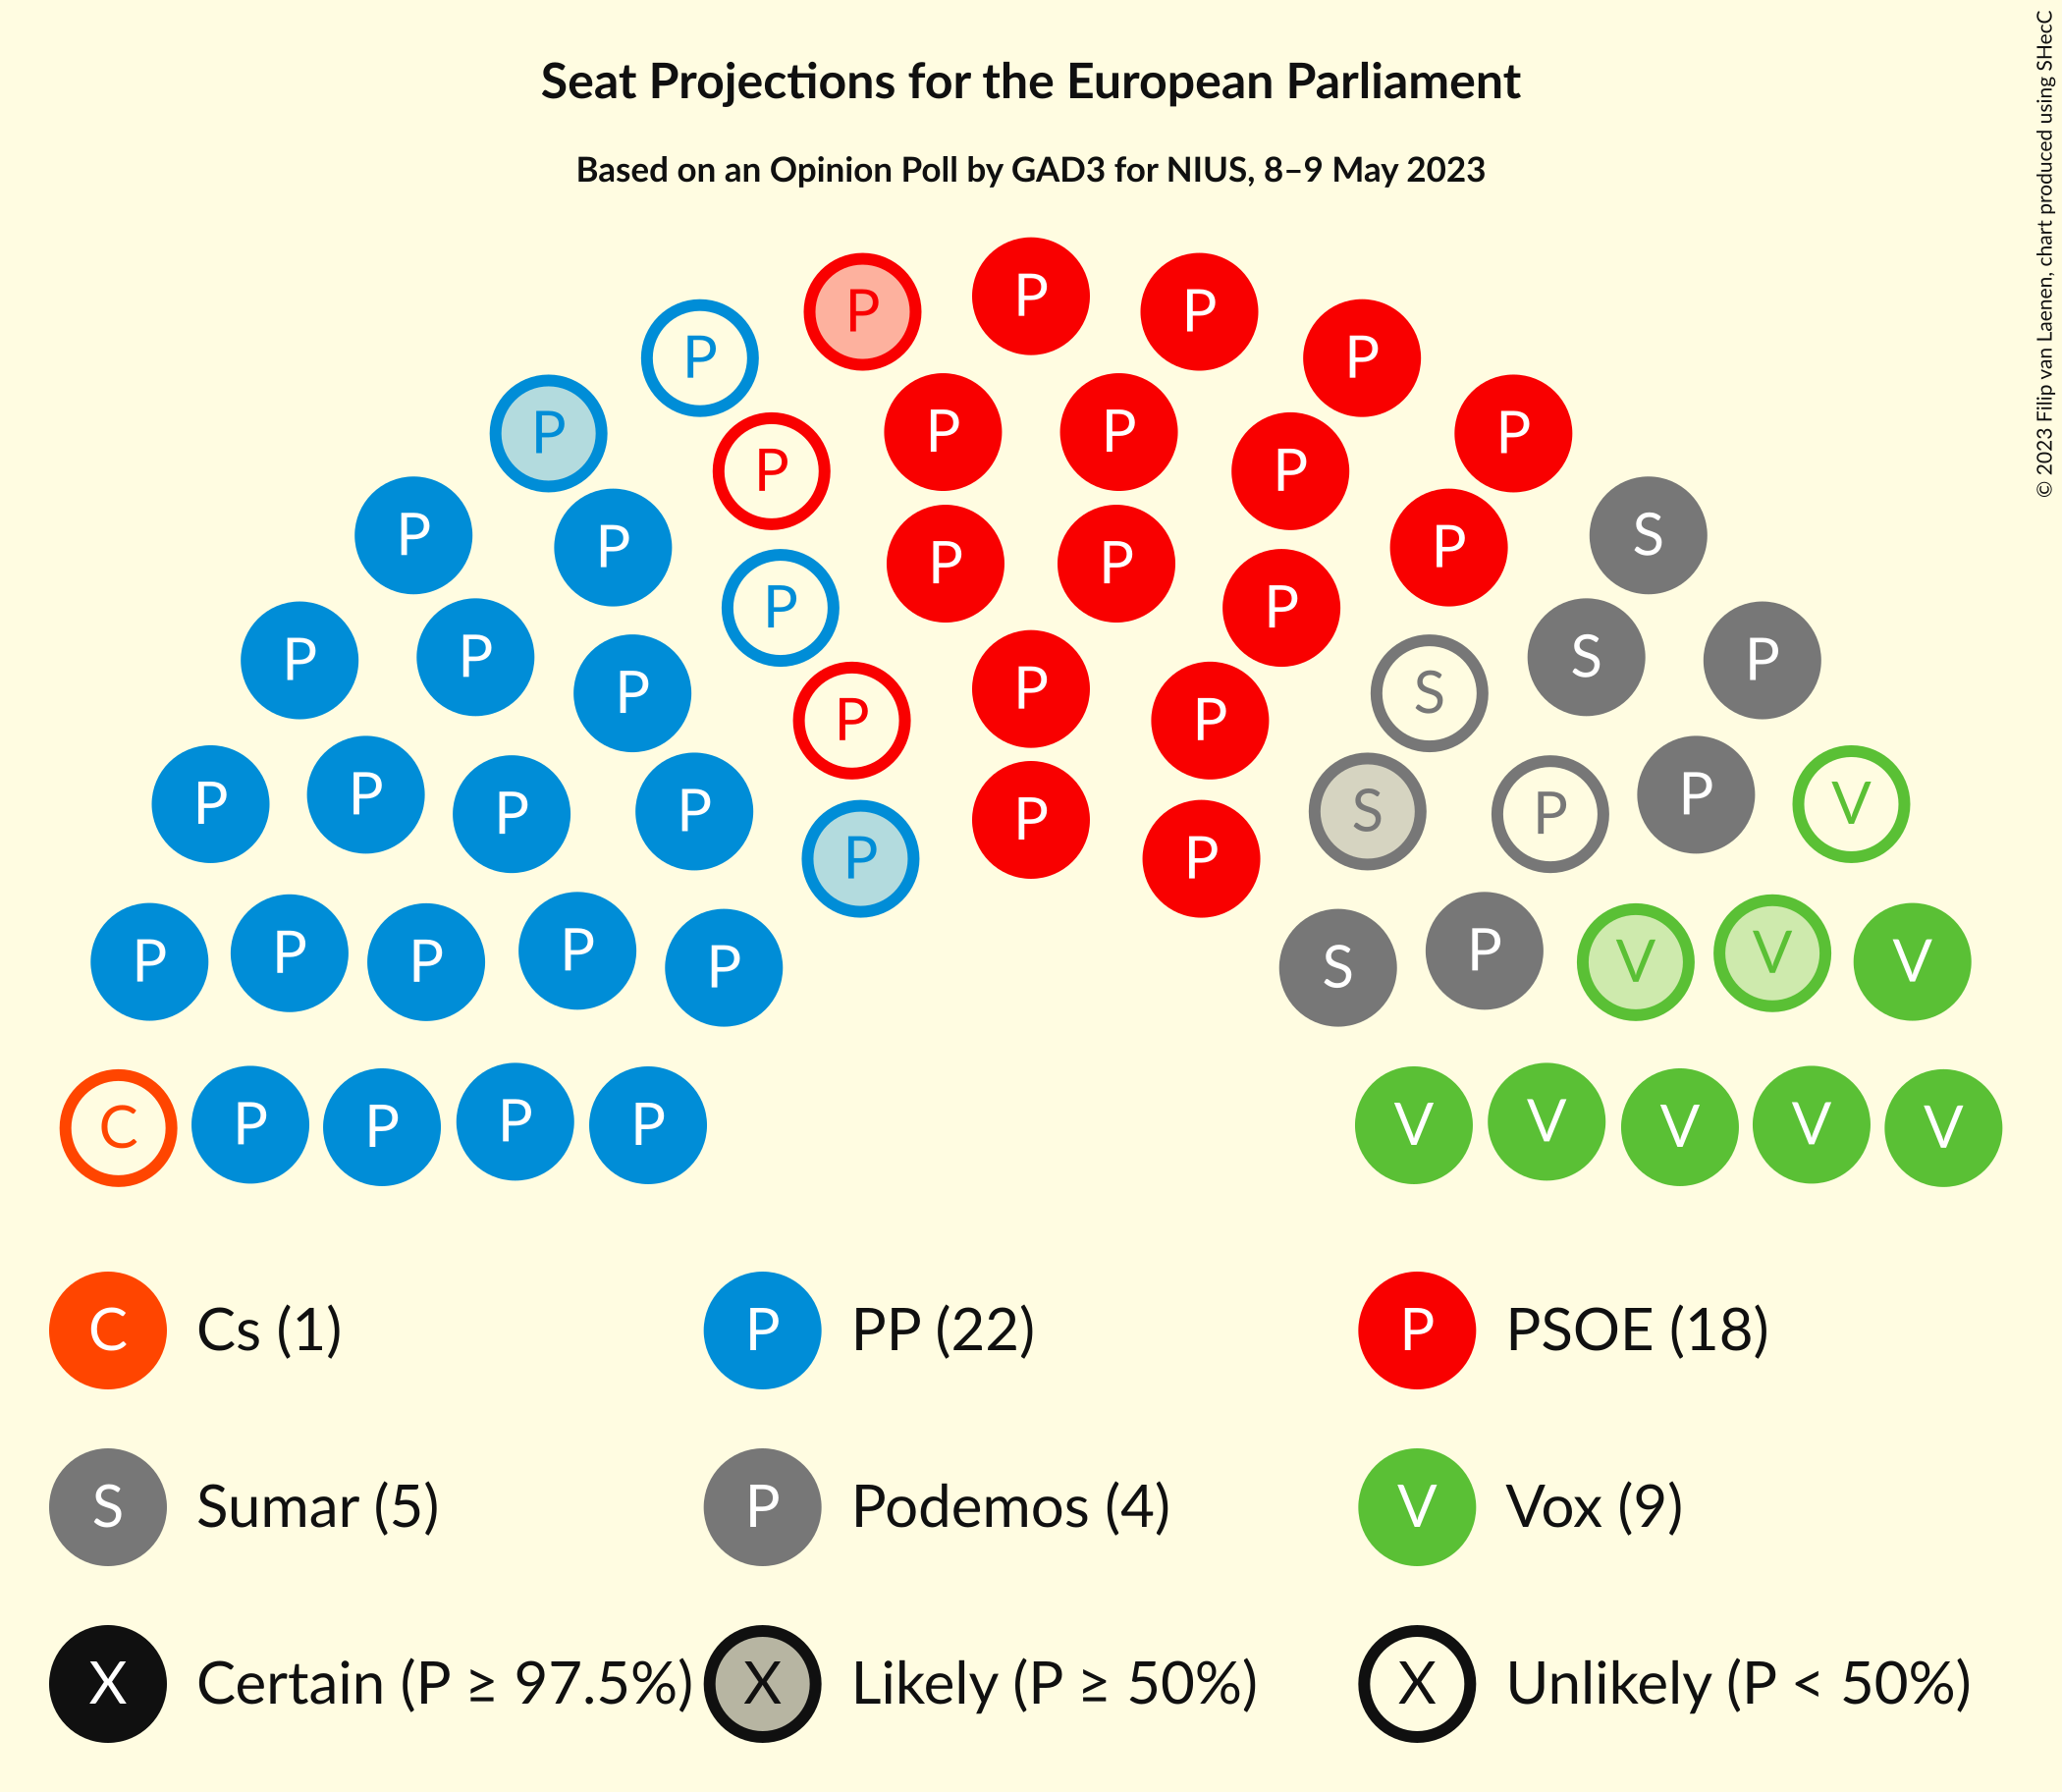 Seat Projections for the European Parliament
Based on an Opinion Poll by GAD3 for NIUS, 8–9 May 2023
© 2023 Filip van Laenen, chart produced using SHecC
P
P P
P P
P P
P P P P
P P
P P
S P P S
P P P
P P S S P
P P
P P P
P P P P S P P V
P P
P P P P P S P V V V
C P P P P V V V V V
C Cs (1) P PP (22) P PSOE (18)
S Sumar (5) P Podemos (4) V Vox (9)
X Certain (P ≥ 97.5%) X Likely (P ≥ 50%) X Unlikely (P < 50%)